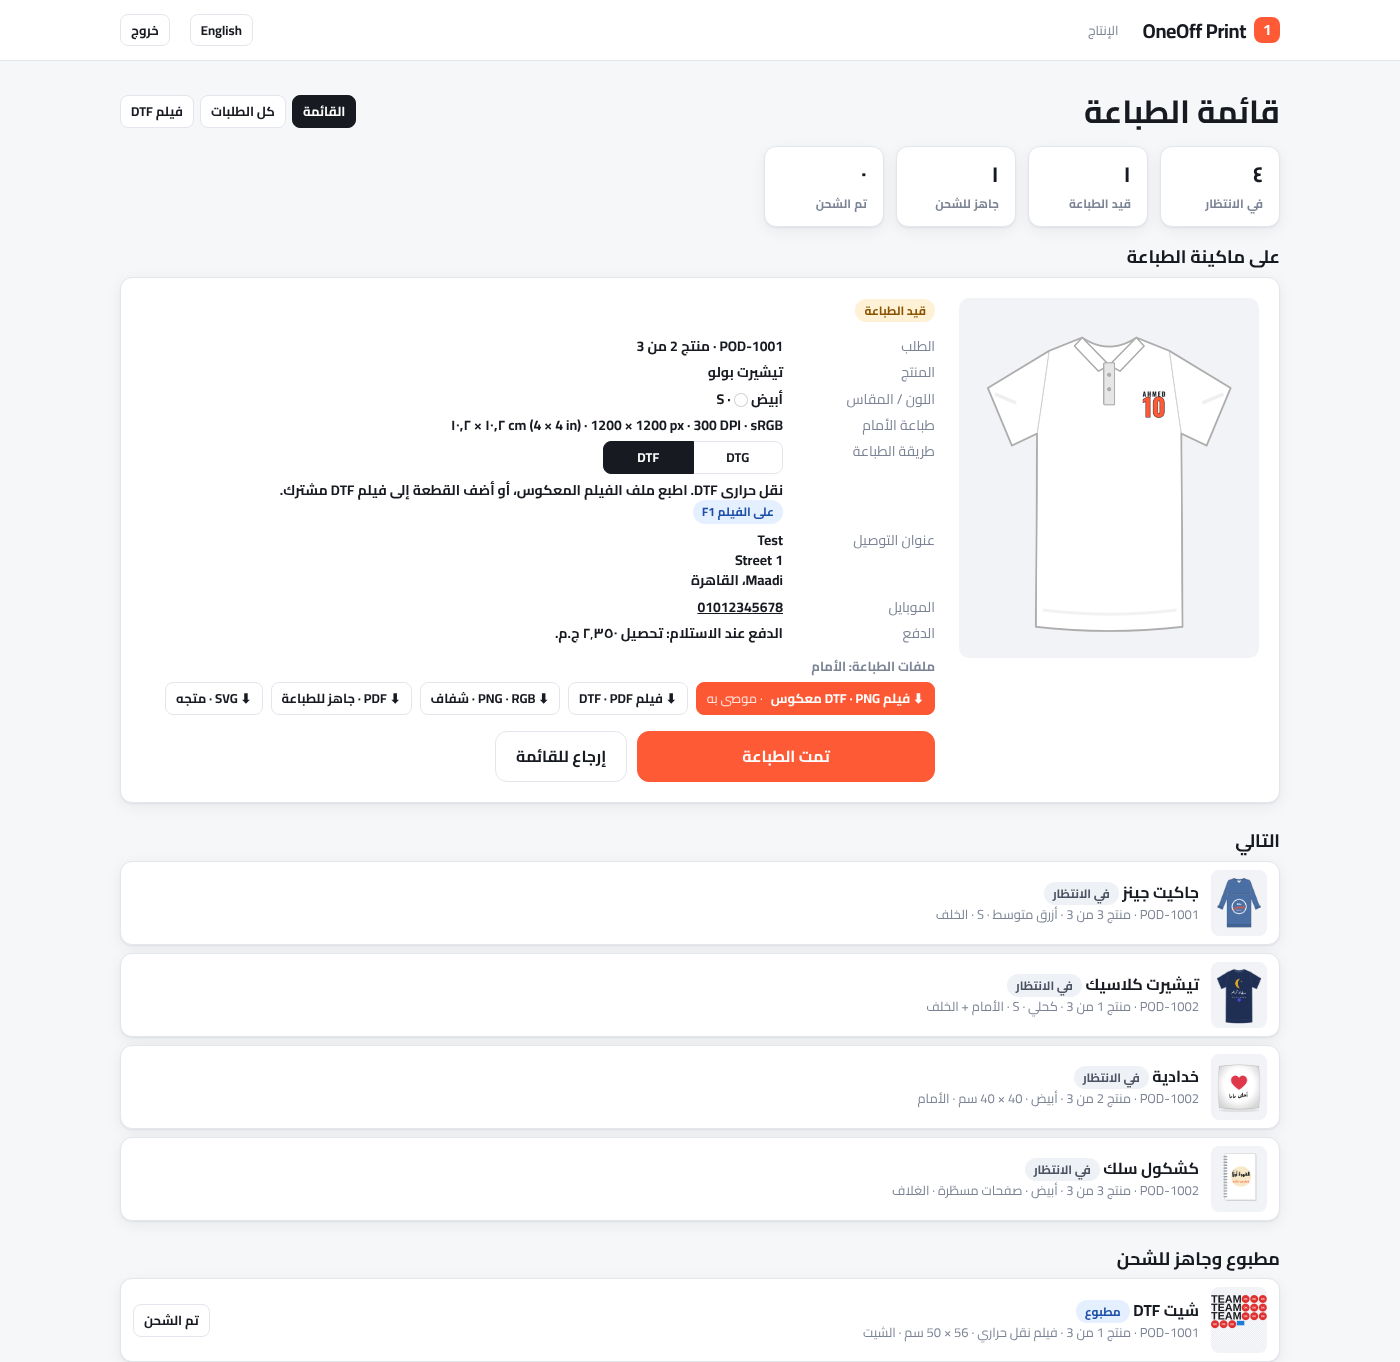 1 OneOff Print
الإنتاج
English
خروج
قائمة الطباعة
القائمة
كل الطلبات
فيلم DTF
٤
في الانتظار
١
قيد الطباعة
١
جاهز للشحن
٠
تم الشحن
على ماكينة الطباعة
AHMED
10
قيد الطباعة
الطلب POD-1001 · منتج 2 من 3
المنتج تيشيرت بولو
اللون / المقاس أبيض · S
طباعة الأمام ١٠,٢ × ١٠,٢ cm (4 × 4 in) · 1200 × 1200 px · 300 DPI · sRGB
طريقة الطباعة DTG DTF
نقل حراري DTF. اطبع ملف الفيلم المعكوس، أو أضف القطعة إلى فيلم DTF مشترك.
على الفيلم F1
عنوان التوصيل Test
Street 1
Maadi، القاهرة
الموبايل 01012345678
الدفع الدفع عند الاستلام: تحصيل ٢,٣٥٠ ج.م.
ملفات الطباعة: الأمام
⬇ فيلم DTF · PNG معكوس · موصى به
⬇ فيلم DTF · PDF
⬇ PNG · RGB · شفاف
⬇ PDF · جاهز للطباعة
⬇ SVG · متجه
تمت الطباعة
إرجاع للقائمة
التالي
جاكيت جينز في الانتظار
POD-1001 · منتج 3 من 3 · أزرق متوسط · S · الخلف
تيشيرت كلاسيك في الانتظار
POD-1002 · منتج 1 من 3 · كحلي · S · الأمام + الخلف
خدادية في الانتظار
POD-1002 · منتج 2 من 3 · أبيض · 40 × 40 سم · الأمام
كشكول سلك في الانتظار
POD-1002 · منتج 3 من 3 · أبيض · صفحات مسطّرة · الغلاف
مطبوع وجاهز للشحن
TEAM
TEAM
TEAM
شيت DTF مطبوع
POD-1001 · منتج 1 من 3 · فيلم نقل حراري · 56 × 50 سم · الشيت
تم الشحن